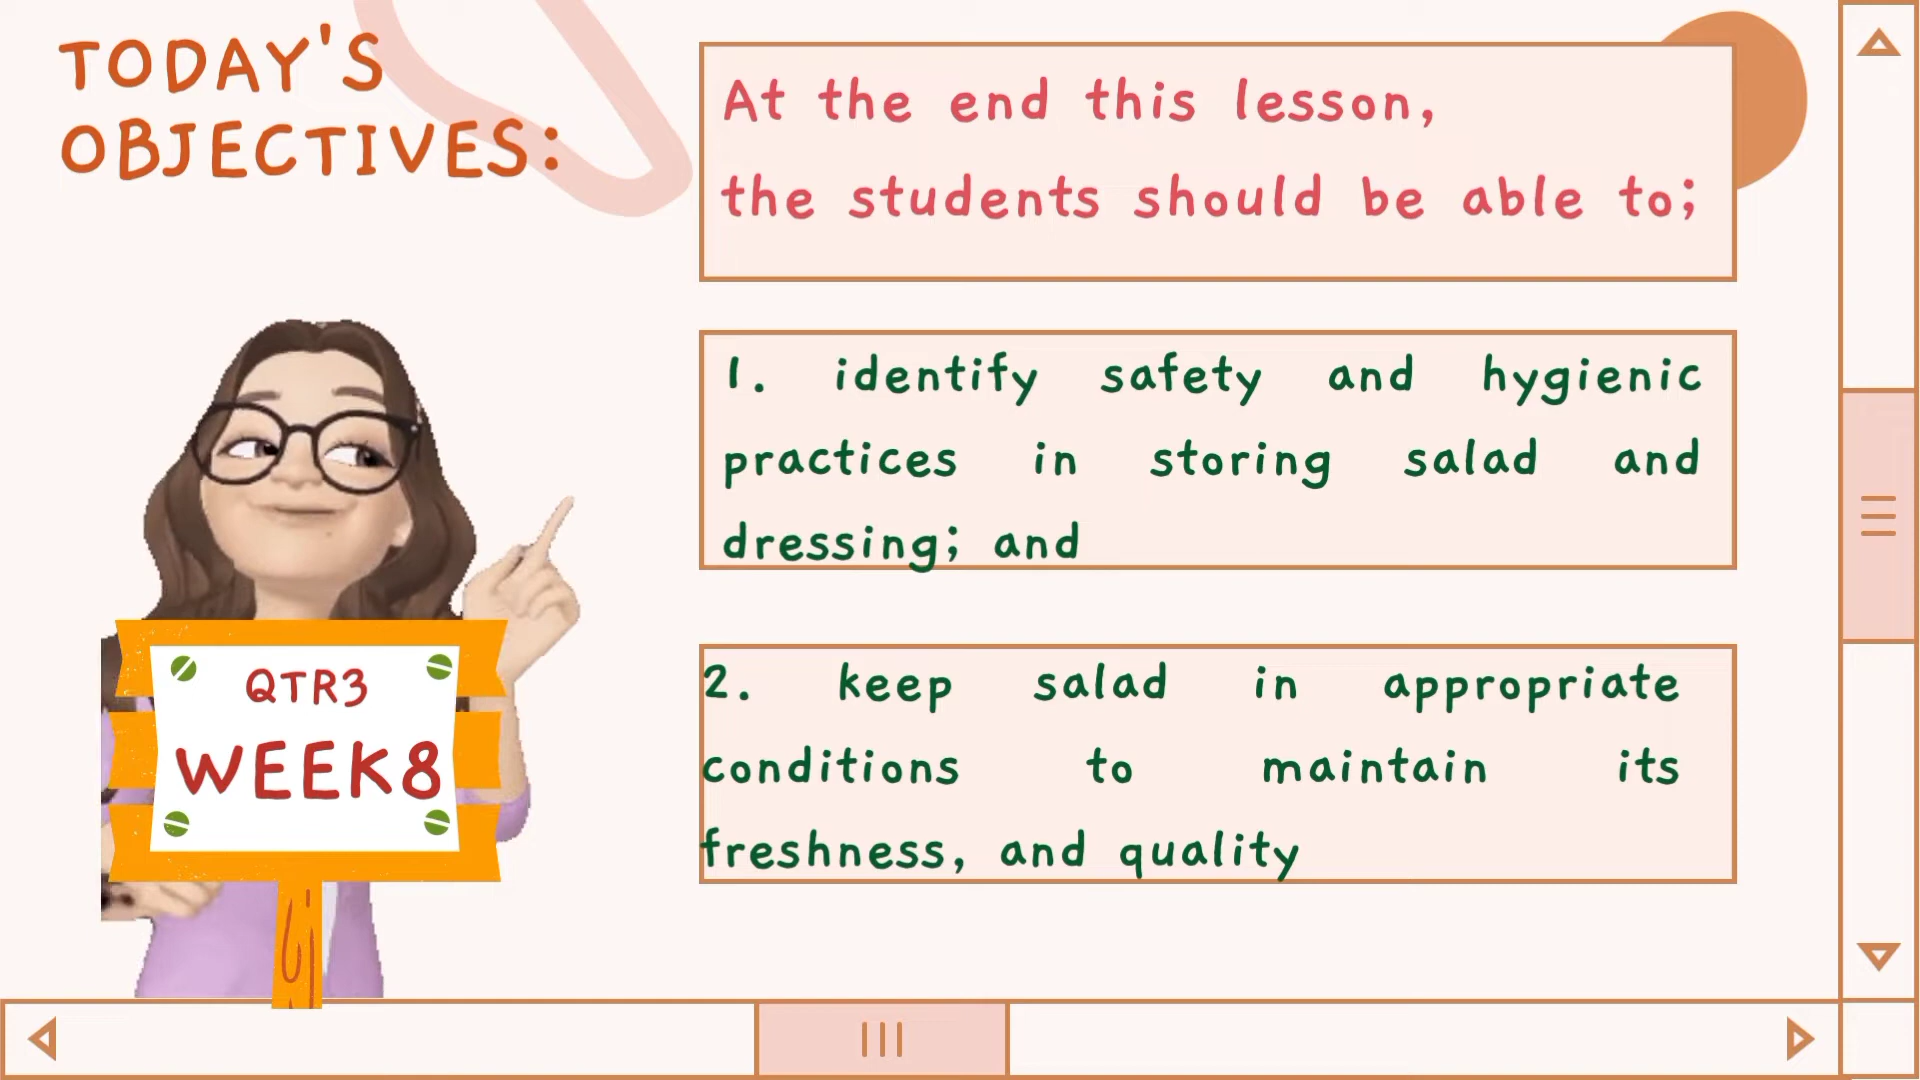 TODAY'S
OBJECTIVES:
At the end this lesson,
the students should be able to;
1. identify safety and hygienic
practices in storing salad and
dressing; and
2. keep salad in appropriate
conditions to maintain its
freshness, and quality
QTR3
WEEK8